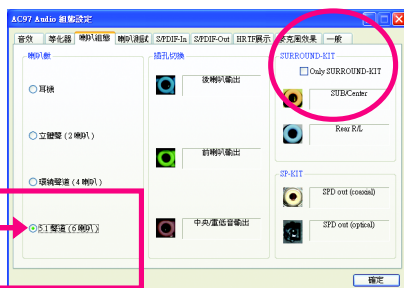 AC97 Audio 組態設定
音效 等化器 喇叭組態 喇叭測試 S/PDIF-In S/PDIF-Out HRTF展示 麥克風效果 一般
喇叭數
耳機
立體聲 (2 喇叭)
環繞聲道 (4 喇叭)
5.1 聲道 (6 喇叭)
插孔切換
後喇叭輸出
前喇叭輸出
中央/重低音輸出
SURROUND-KIT
Only SURROUND-KIT
SUB/Center
Rear R/L
SP-KIT
SPD out (coaxial)
SPD out (optical)
確定